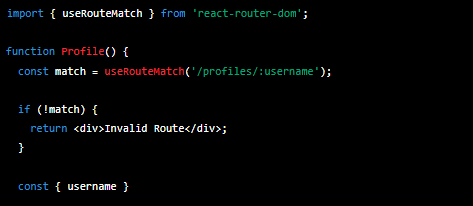 import { useRouteMatch } from 'react-router-dom';
function Profile() {
const match = useRouteMatch('/profiles/:username');
if (!match) {
return <div>Invalid Route</div>;
}
const { username }